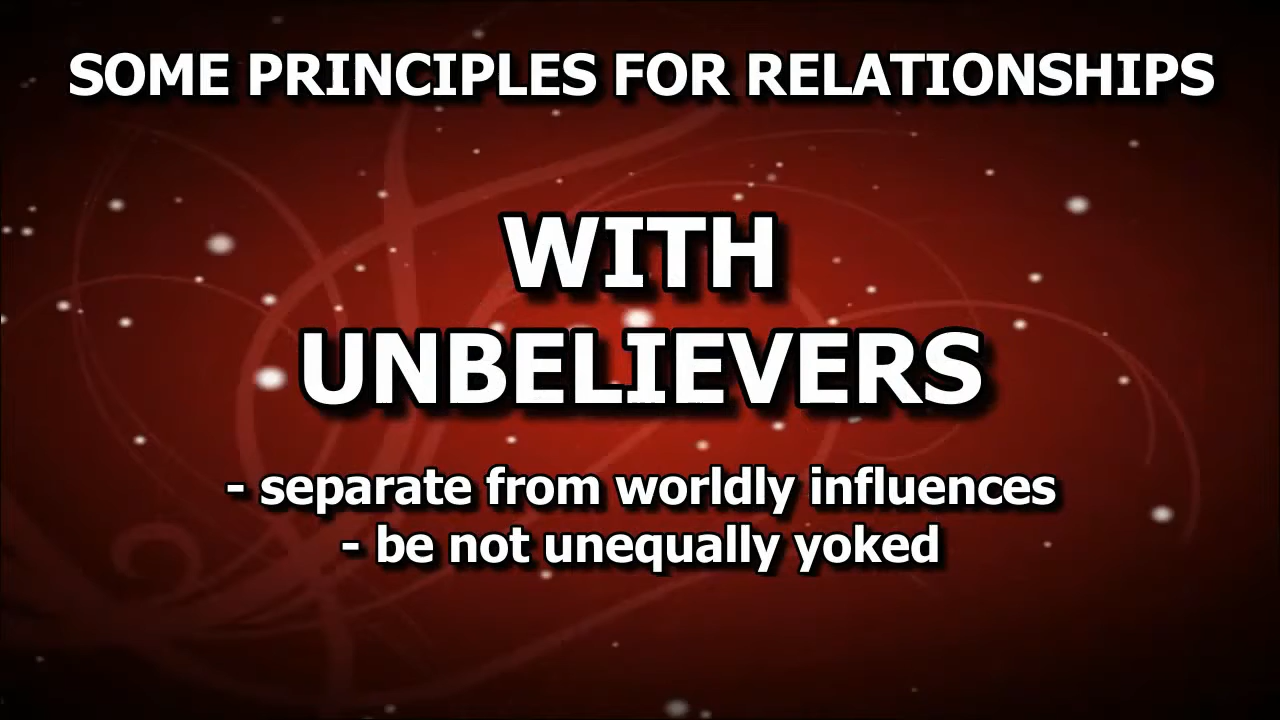 SOME PRINCIPLES FOR RELATIONSHIPS
WITH
UNBELIEVERS
- separate from worldly influences
- be not unequally yoked